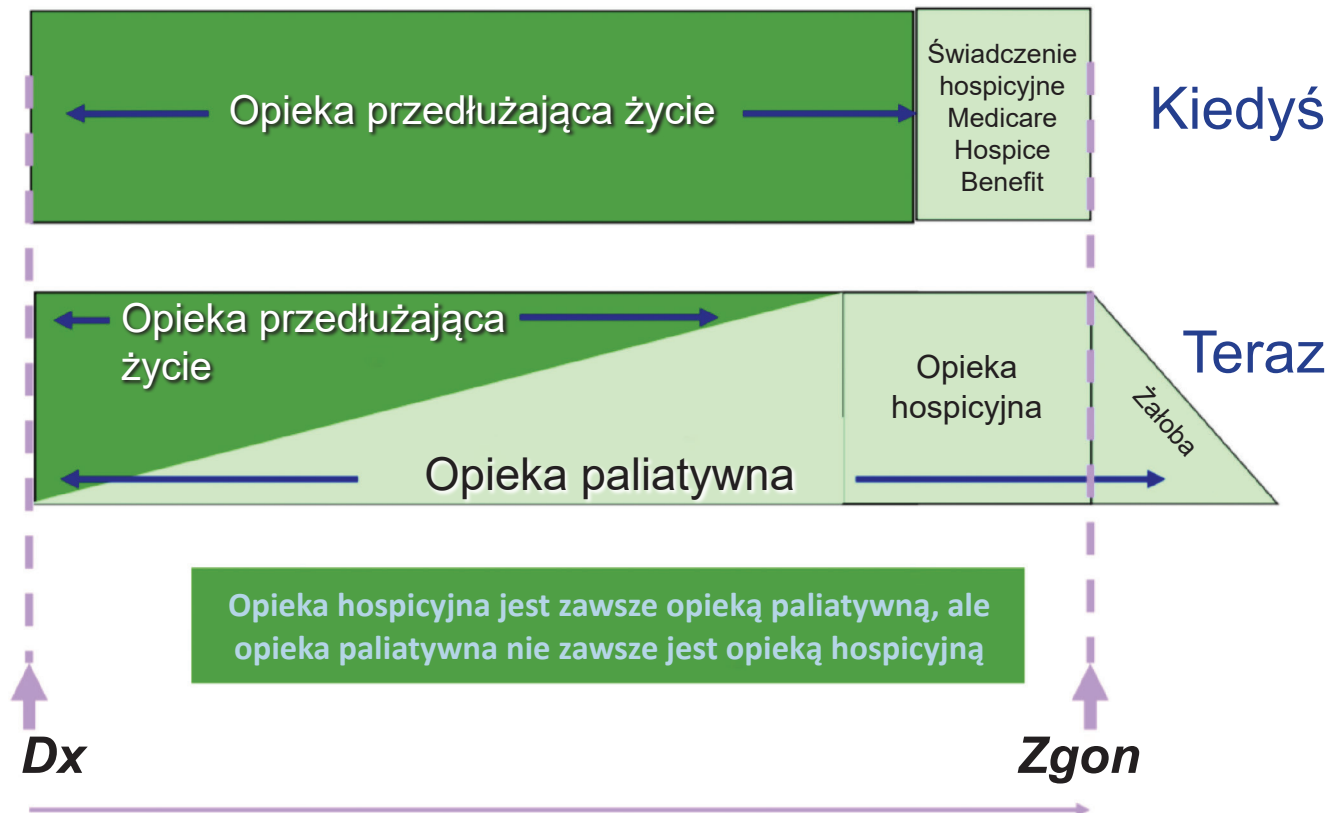 Opieka przedłużająca życie
Świadczenie
hospicyjne
Medicare
Hospice
Benefit
Kiedyś
Opieka przedłużająca
życie
Opieka
hospicyjna
Żałoba
Teraz
Opieka paliatywna
Opieka hospicyjna jest zawsze opieką paliatywną, ale
opieka paliatywna nie zawsze jest opieką hospicyjną
Dx
Zgon